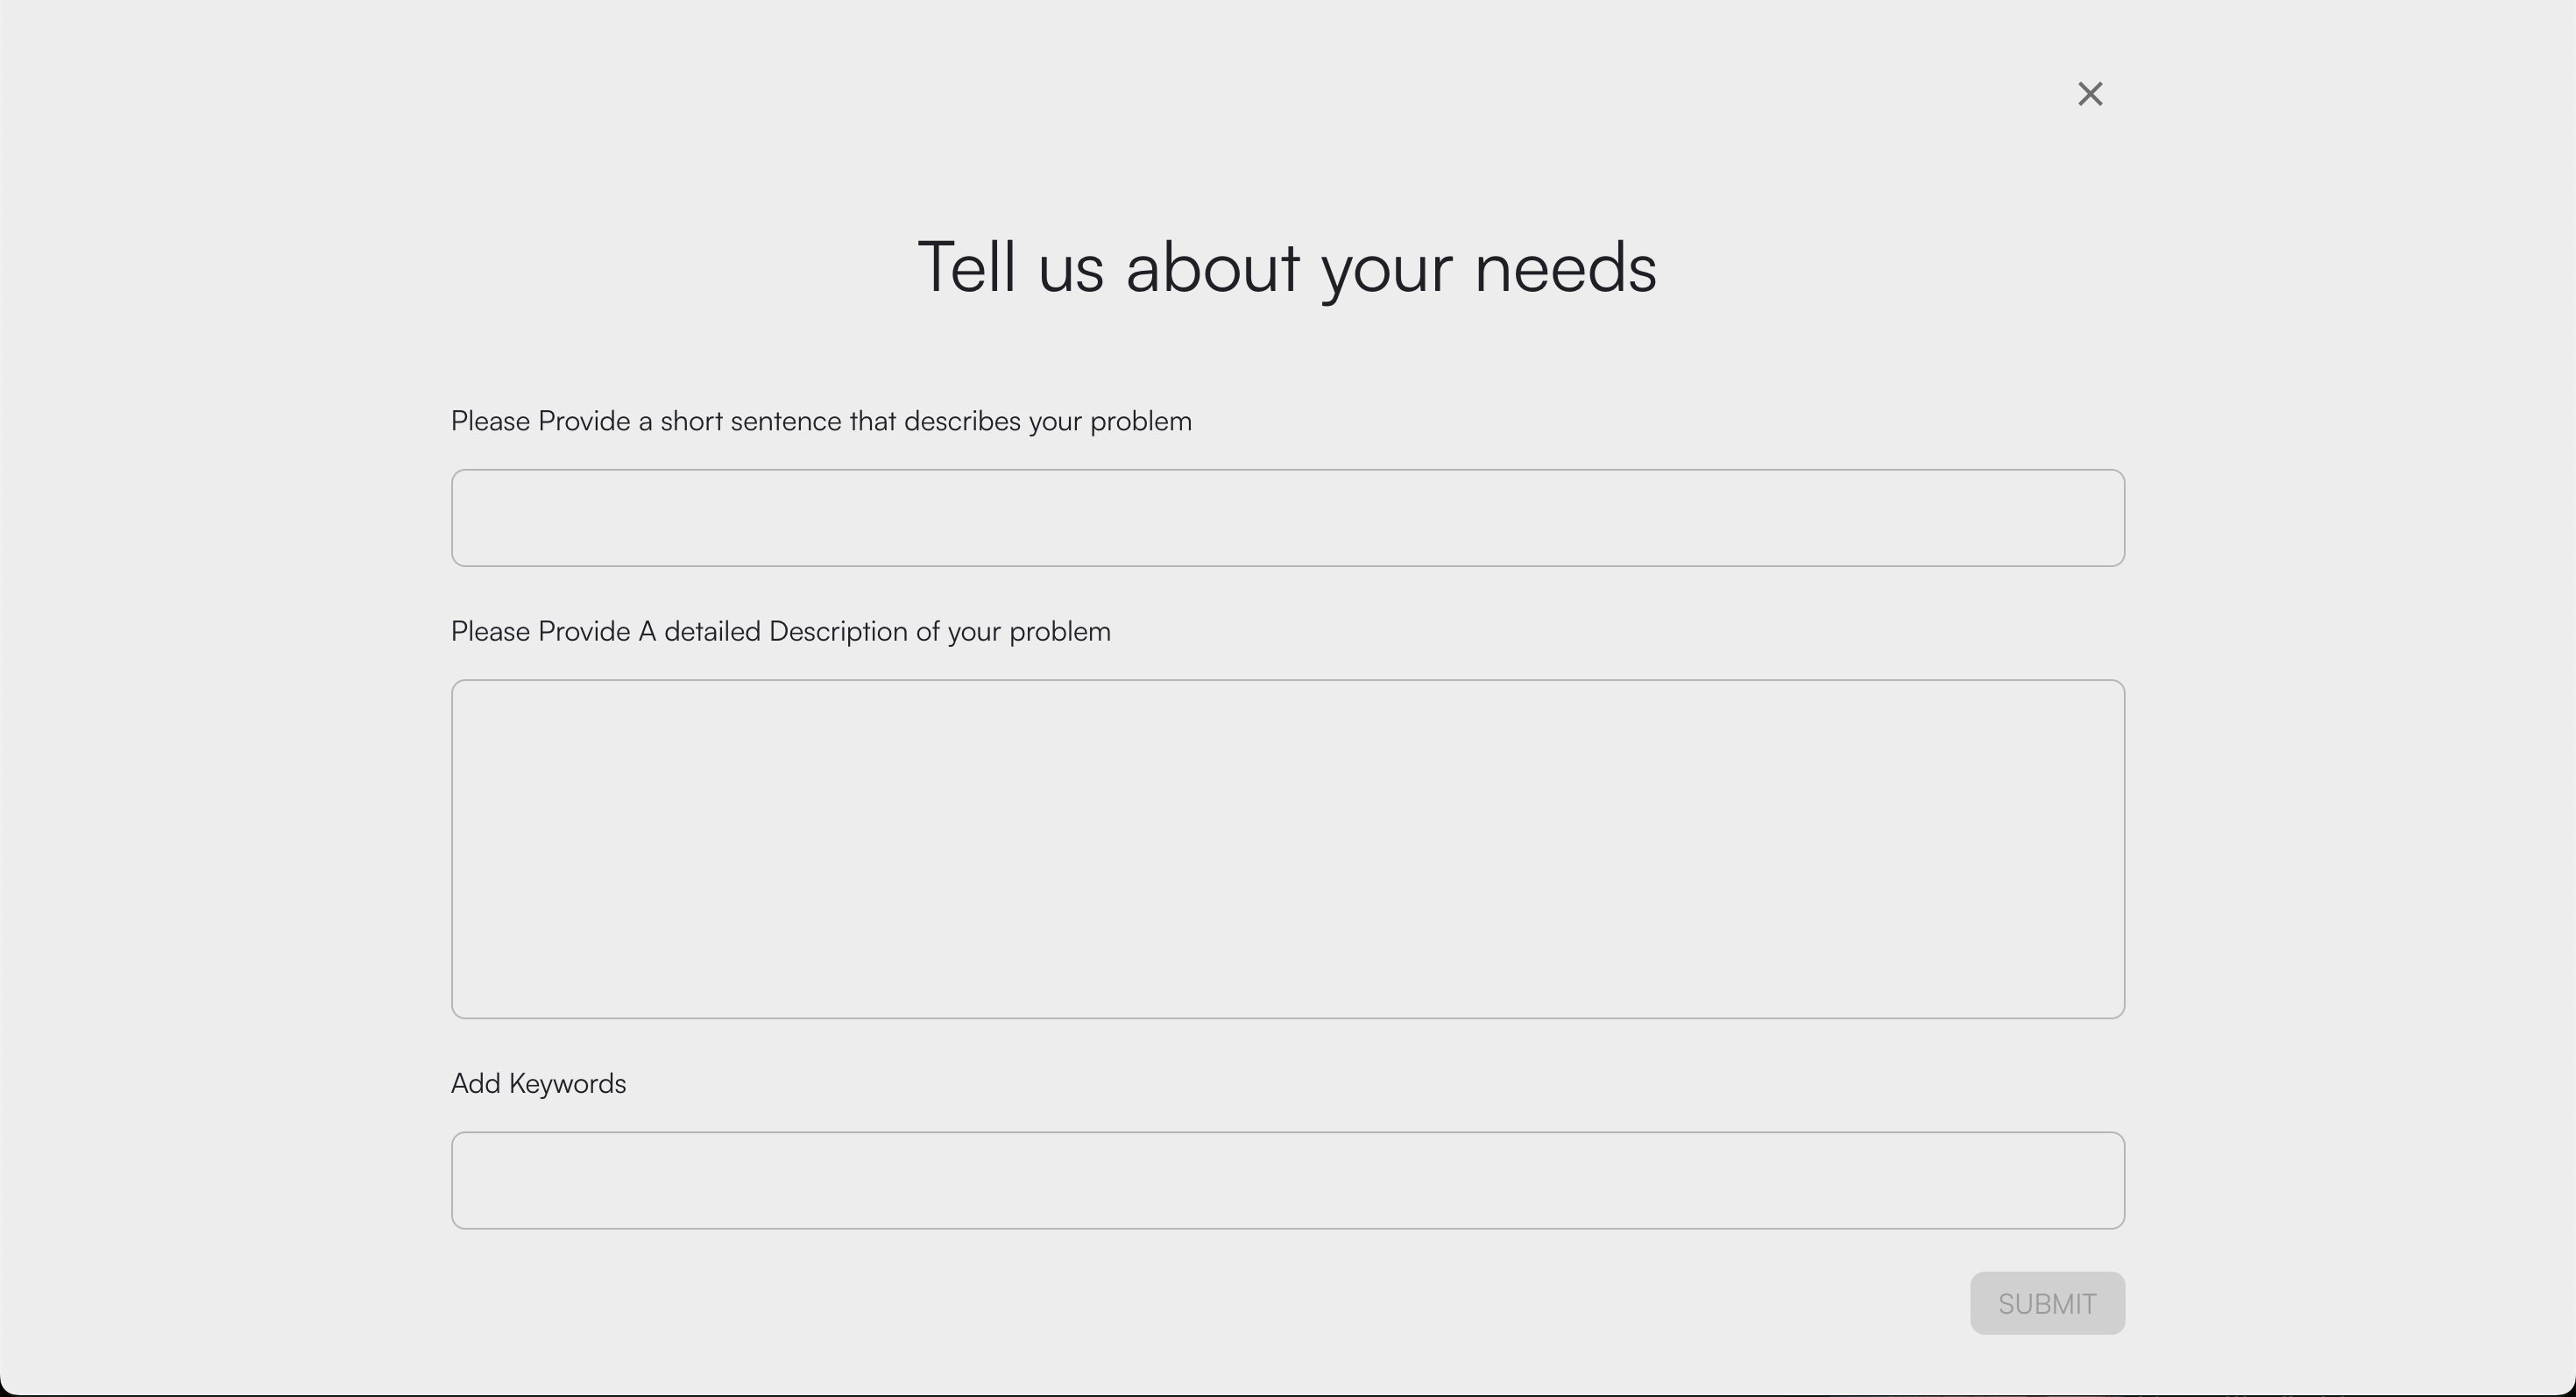 Tell us about your needs
Please Provide a short sentence that describes your problem
Please Provide A detailed Description of your problem
Add Keywords
SUBMIT